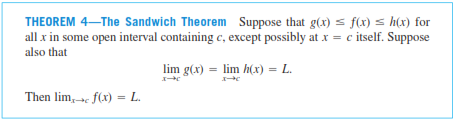 THEOREM 4—The Sandwich Theorem Suppose that g(x) ≤ f(x) ≤ h(x) for
all x in some open interval containing c, except possibly at x = c itself. Suppose
also that
lim g(x) = lim h(x) = L.
x→c x→c
Then limₓ→c f(x) = L.